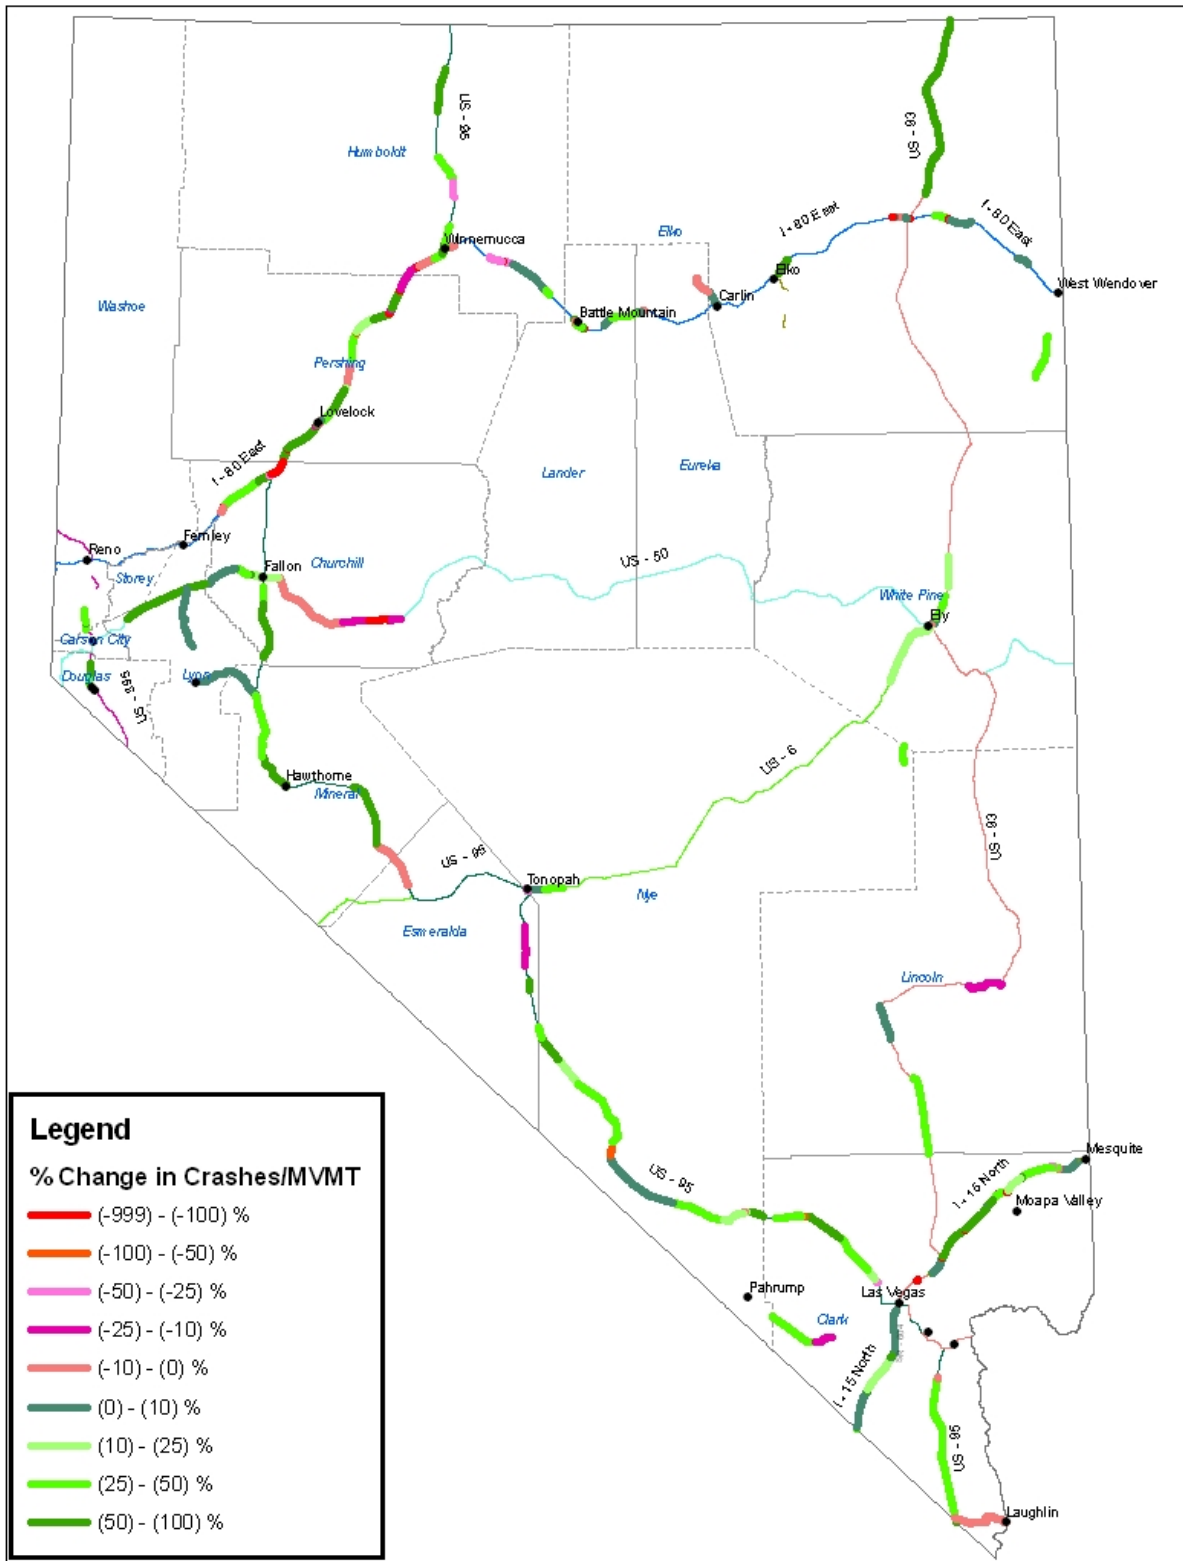 US - 95
US - 93
Humboldt
I - 80 East
I - 80 East
Elko
Winnemucca
Elko
West Wendover
Carlin
Washoe
Battle Mountain
Pershing
Lovelock
I - 80 East
Lander
Eureka
Fernley
Reno
Churchill
US - 50
Fallon
Storey
White Pine
Ely
Carson City
Douglas
Lyon
US - 395
US - 6
Hawthorne
Mineral
US - 93
US - 95
Tonopah
Nye
Esmeralda
Lincoln
Mesquite
US - 95
I - 15 North
Moapa Valley
Pahrump
Las Vegas
Clark
I - 15 North
US - 95
Laughlin
Legend
% Change in Crashes/MVMT
(-999) - (-100) %
(-100) - (-50) %
(-50) - (-25) %
(-25) - (-10) %
(-10) - (0) %
(0) - (10) %
(10) - (25) %
(25) - (50) %
(50) - (100) %